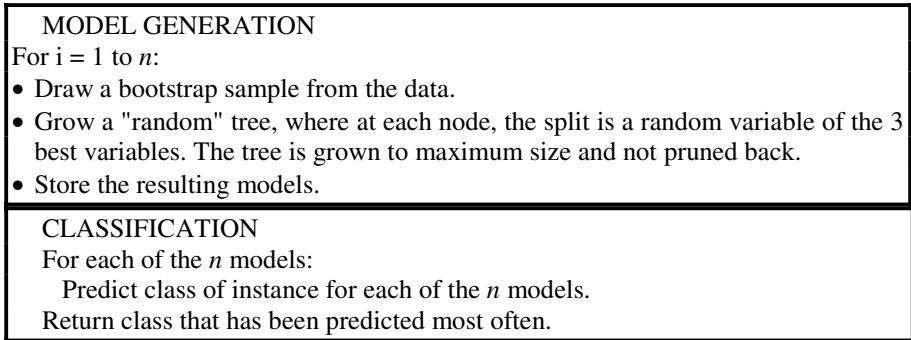 MODEL GENERATION
For i = 1 to n:
• Draw a bootstrap sample from the data.
• Grow a "random" tree, where at each node, the split is a random variable of the 3
best variables. The tree is grown to maximum size and not pruned back.
• Store the resulting models.
CLASSIFICATION
For each of the n models:
Predict class of instance for each of the n models.
Return class that has been predicted most often.